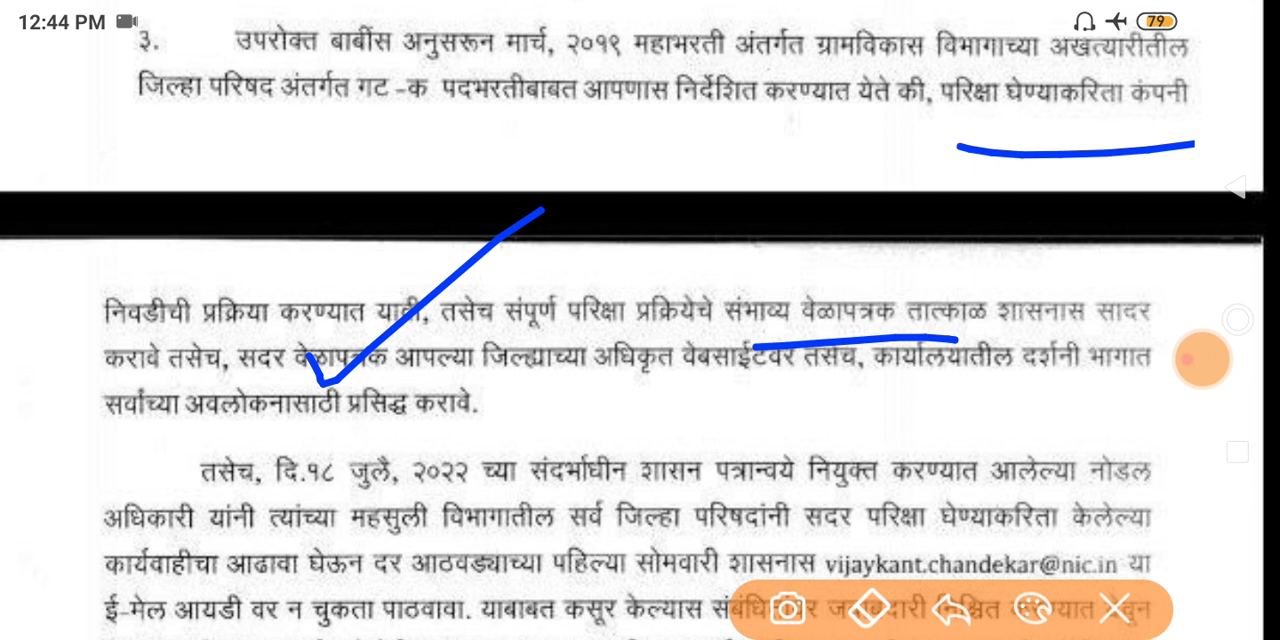 12:44 PM
79
३. उपरोक्त बाबींस अनुसरून मार्च, २०१९ महाभरती अंतर्गत ग्रामविकास विभागाच्या अखत्यारीतील
जिल्हा परिषद अंतर्गत गट -क पदभरतीबाबत आपणास निर्देशित करण्यात येते की, परिक्षा घेण्याकरिता कंपनी
निवडीची प्रक्रिया करण्यात यावी, तसेच संपूर्ण परिक्षा प्रक्रियेचे संभाव्य वेळापत्रक तात्काळ शासनास सादर
करावे तसेच, सदर वेळापत्रक आपल्या जिल्ह्याच्या अधिकृत वेबसाईटवर तसेच, कार्यालयातील दर्शनी भागात
सर्वांच्या अवलोकनासाठी प्रसिद्ध करावे.
तसेच, दि.१८ जुलै, २०२२ च्या संदर्भाधीन शासन पत्रान्वये नियुक्त करण्यात आलेल्या नोडल
अधिकारी यांनी त्यांच्या महसुली विभागातील सर्व जिल्हा परिषदांनी सदर परिक्षा घेण्याकरिता केलेल्या
कार्यवाहीचा आढावा घेऊन दर आठवड्याच्या पहिल्या सोमवारी शासनास vijaykant.chandekar@nic.in या
ई-मेल आयडी वर न चुकता पाठवावा. याबाबत कसूर केल्यास संबंधितांवर जबाबदारी निश्चित करण्यात येवून